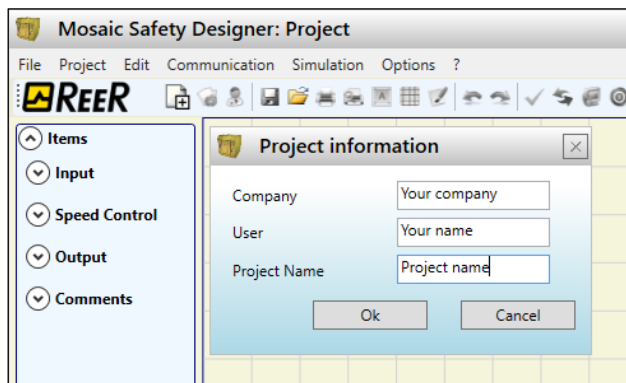 Mosaic Safety Designer: Project
File Project Edit Communication Simulation Options ?
REER
Items
Input
Speed Control
Output
Comments
Project information
Company Your company
User Your name
Project Name Project name
Ok Cancel